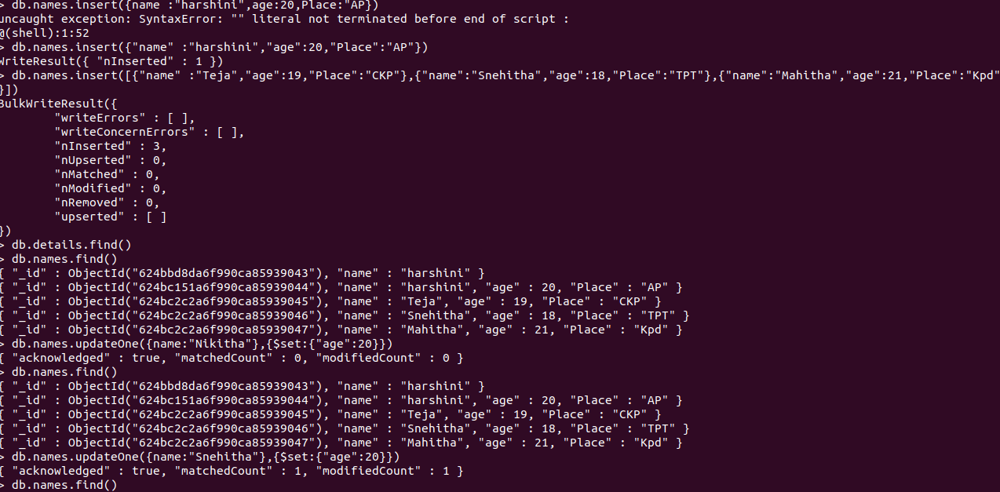 > db.names.insert({name :"harshini",age:20,Place:"AP})
uncaught exception: SyntaxError: "" literal not terminated before end of script :
@(shell):1:52
> db.names.insert({"name" :"harshini","age":20,"Place":"AP"})
WriteResult({ "nInserted" : 1 })
> db.names.insert([{"name" :"Teja","age":19,"Place":"CKP"},{"name":"Snehitha","age":18,"Place":"TPT"},{"name":"Mahitha","age":21,"Place":"Kpd"
}])
BulkWriteResult({
        "writeErrors" : [ ],
        "writeConcernErrors" : [ ],
        "nInserted" : 3,
        "nUpserted" : 0,
        "nMatched" : 0,
        "nModified" : 0,
        "nRemoved" : 0,
        "upserted" : [ ]
})
> db.details.find()
> db.names.find()
{ "_id" : ObjectId("624bbd8da6f990ca85939043"), "name" : "harshini" }
{ "_id" : ObjectId("624bc151a6f990ca85939044"), "name" : "harshini", "age" : 20, "Place" : "AP" }
{ "_id" : ObjectId("624bc2c2a6f990ca85939045"), "name" : "Teja", "age" : 19, "Place" : "CKP" }
{ "_id" : ObjectId("624bc2c2a6f990ca85939046"), "name" : "Snehitha", "age" : 18, "Place" : "TPT" }
{ "_id" : ObjectId("624bc2c2a6f990ca85939047"), "name" : "Mahitha", "age" : 21, "Place" : "Kpd" }
> db.names.updateOne({name:"Nikitha"},{$set:{"age":20}})
{ "acknowledged" : true, "matchedCount" : 0, "modifiedCount" : 0 }
> db.names.find()
{ "_id" : ObjectId("624bbd8da6f990ca85939043"), "name" : "harshini" }
{ "_id" : ObjectId("624bc151a6f990ca85939044"), "name" : "harshini", "age" : 20, "Place" : "AP" }
{ "_id" : ObjectId("624bc2c2a6f990ca85939045"), "name" : "Teja", "age" : 19, "Place" : "CKP" }
{ "_id" : ObjectId("624bc2c2a6f990ca85939046"), "name" : "Snehitha", "age" : 18, "Place" : "TPT" }
{ "_id" : ObjectId("624bc2c2a6f990ca85939047"), "name" : "Mahitha", "age" : 21, "Place" : "Kpd" }
> db.names.updateOne({name:"Snehitha"},{$set:{"age":20}})
{ "acknowledged" : true, "matchedCount" : 1, "modifiedCount" : 1 }
> db.names.find()